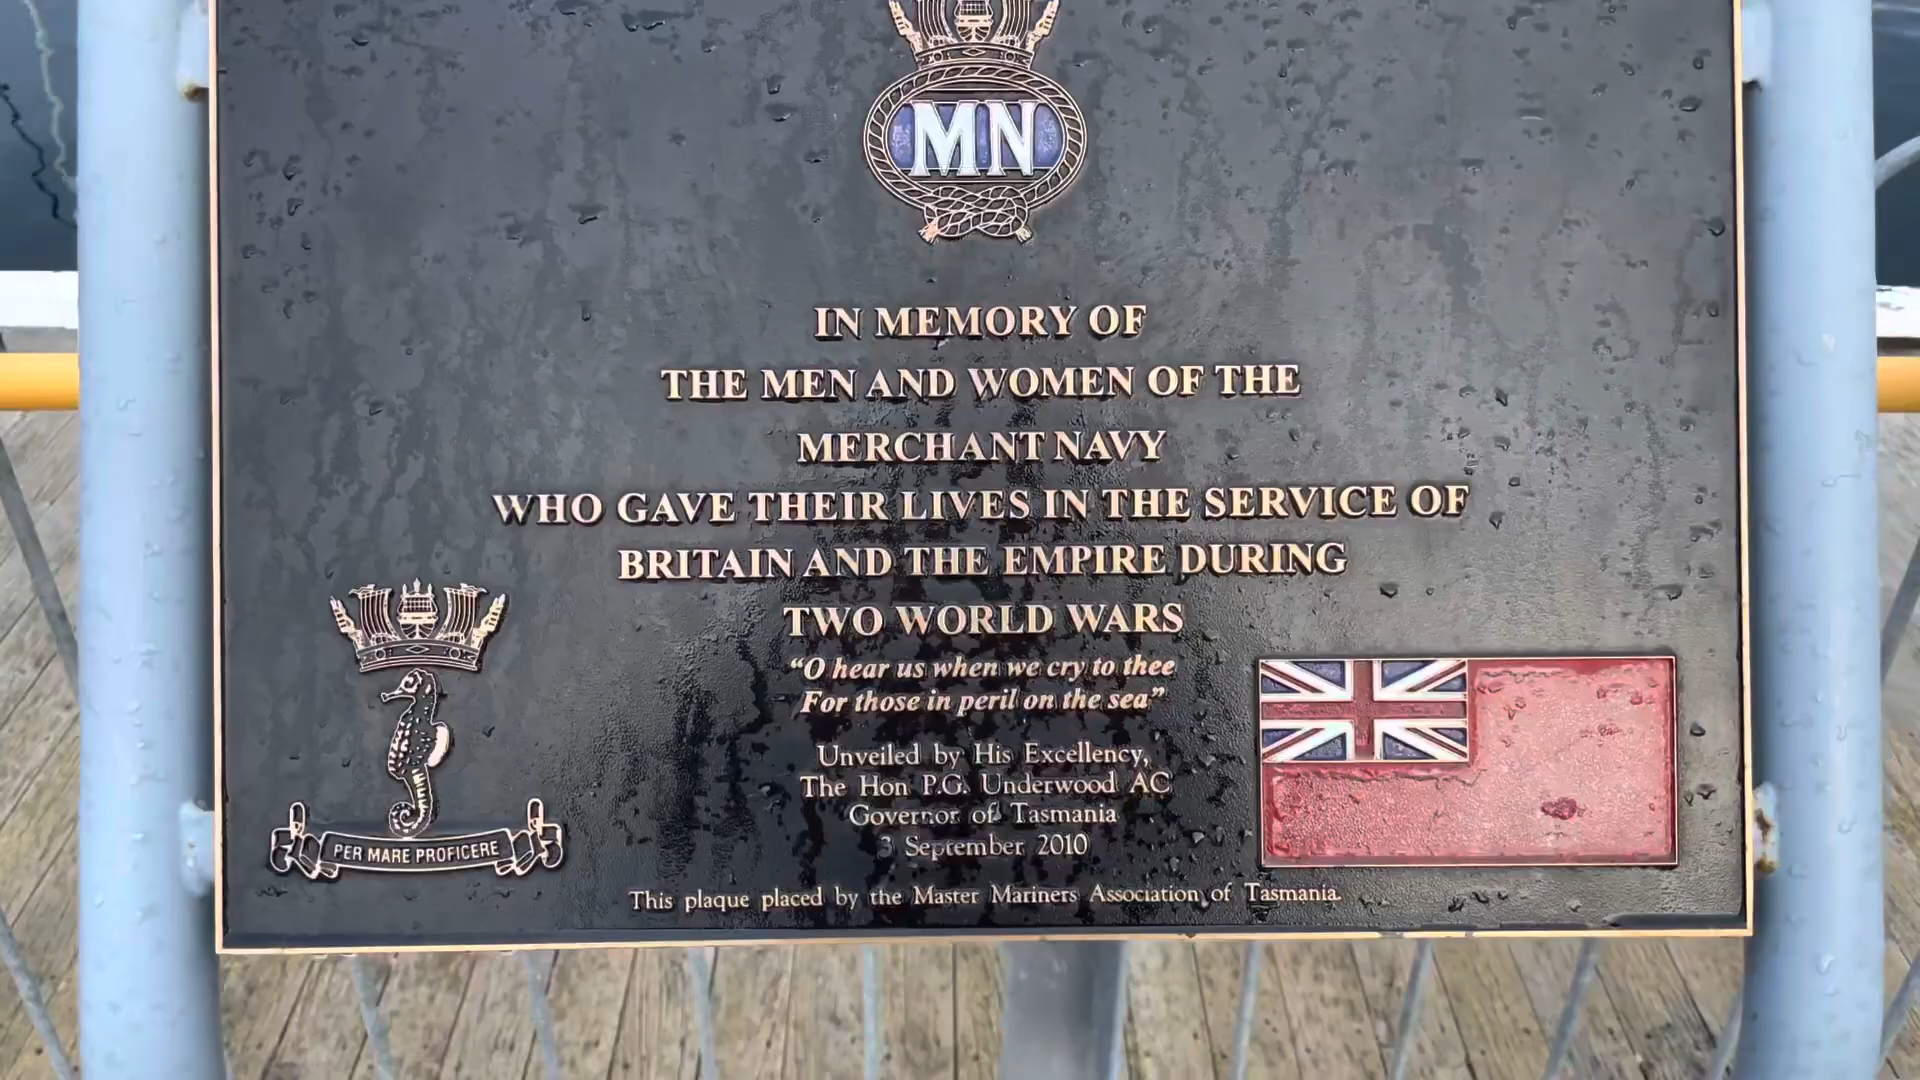 MN
IN MEMORY OF
THE MEN AND WOMEN OF THE
MERCHANT NAVY
WHO GAVE THEIR LIVES IN THE SERVICE OF
BRITAIN AND THE EMPIRE DURING
TWO WORLD WARS
“O hear us when we cry to thee
For those in peril on the sea”
Unveiled by His Excellency,
The Hon P.G. Underwood AC
Governor of Tasmania
3 September 2010
PER MARE PROFICERE
This plaque placed by the Master Mariners Association of Tasmania.